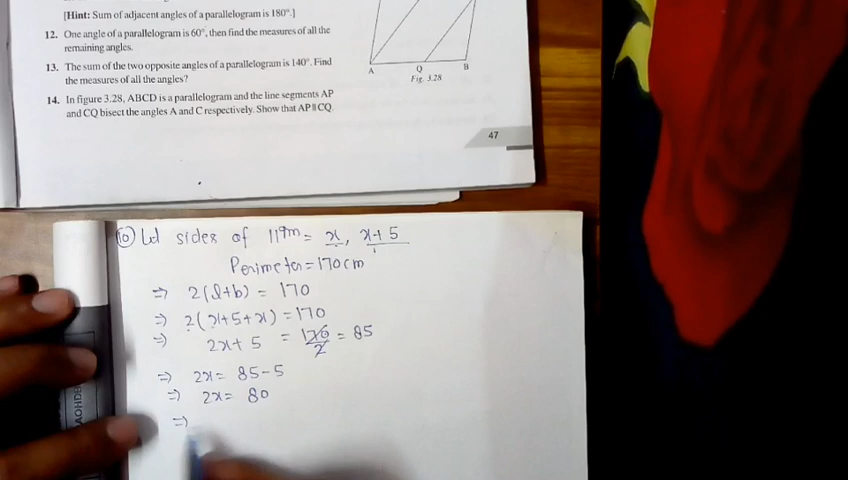 [Hint: Sum of adjacent angles of a parallelogram is 180°.]
12. One angle of a parallelogram is 60°, then find the measures of all the
remaining angles.
13. The sum of the two opposite angles of a parallelogram is 140°. Find
the measures of all the angles?
14. In figure 3.28, ABCD is a parallelogram and the line segments AP
and CQ bisect the angles A and C respectively. Show that AP∥CQ
A Q B
Fig. 3.28
47
10) Let sides of ||gm = x, x+5
Perimeter = 170cm
⇒ 2(l+b) = 170
⇒ 2(x+5+x) = 170
⇒ 2x+5 = 170/2 = 85
⇒ 2x = 85-5
⇒ 2x = 80
⇒